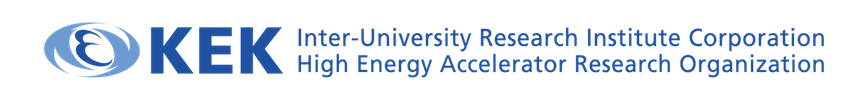 KEK
Inter-University Research Institute Corporation
High Energy Accelerator Research Organization